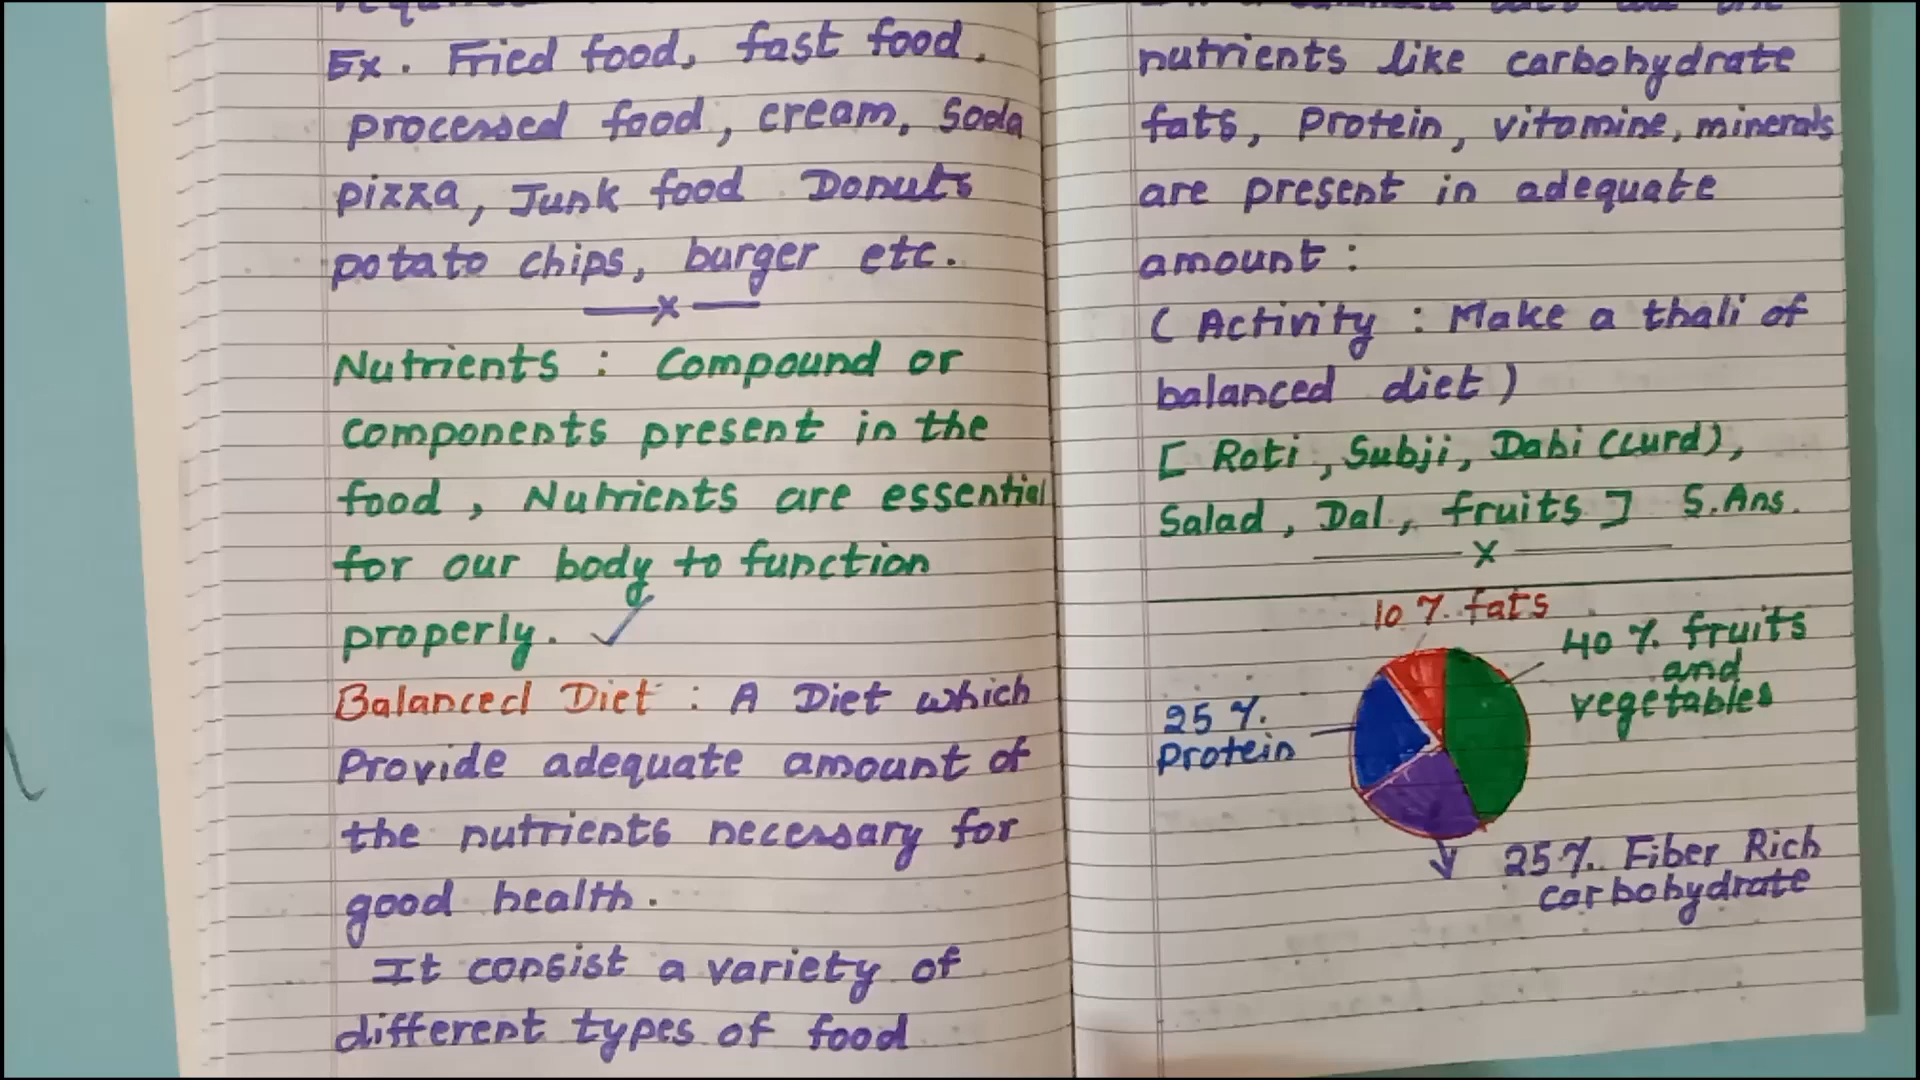 Ex. Fried food, fast food,
processed food, cream, Soda
pizza, Junk food Donuts
potato chips, burger etc.
x
Nutrients : Compound or
components present in the
food, Nutrients are essential
for our body to function
properly.
Balanced Diet : A Diet which
Provide adequate amount of
the nutrients necessary for
good health.
It consist a variety of
different types of food
nutrients like carbohydrate
fats, Protein, vitamine, minerals
are present in adequate
amount :
( Activity : Make a thali of
balanced diet )
[ Roti, Subji, Dahi (curd),
Salad, Dal, fruits ] S.Ans.
x
10 % fats
40 % fruits
and
vegetables
25 %.
Protein
25 %. Fiber Rich
carbohydrate